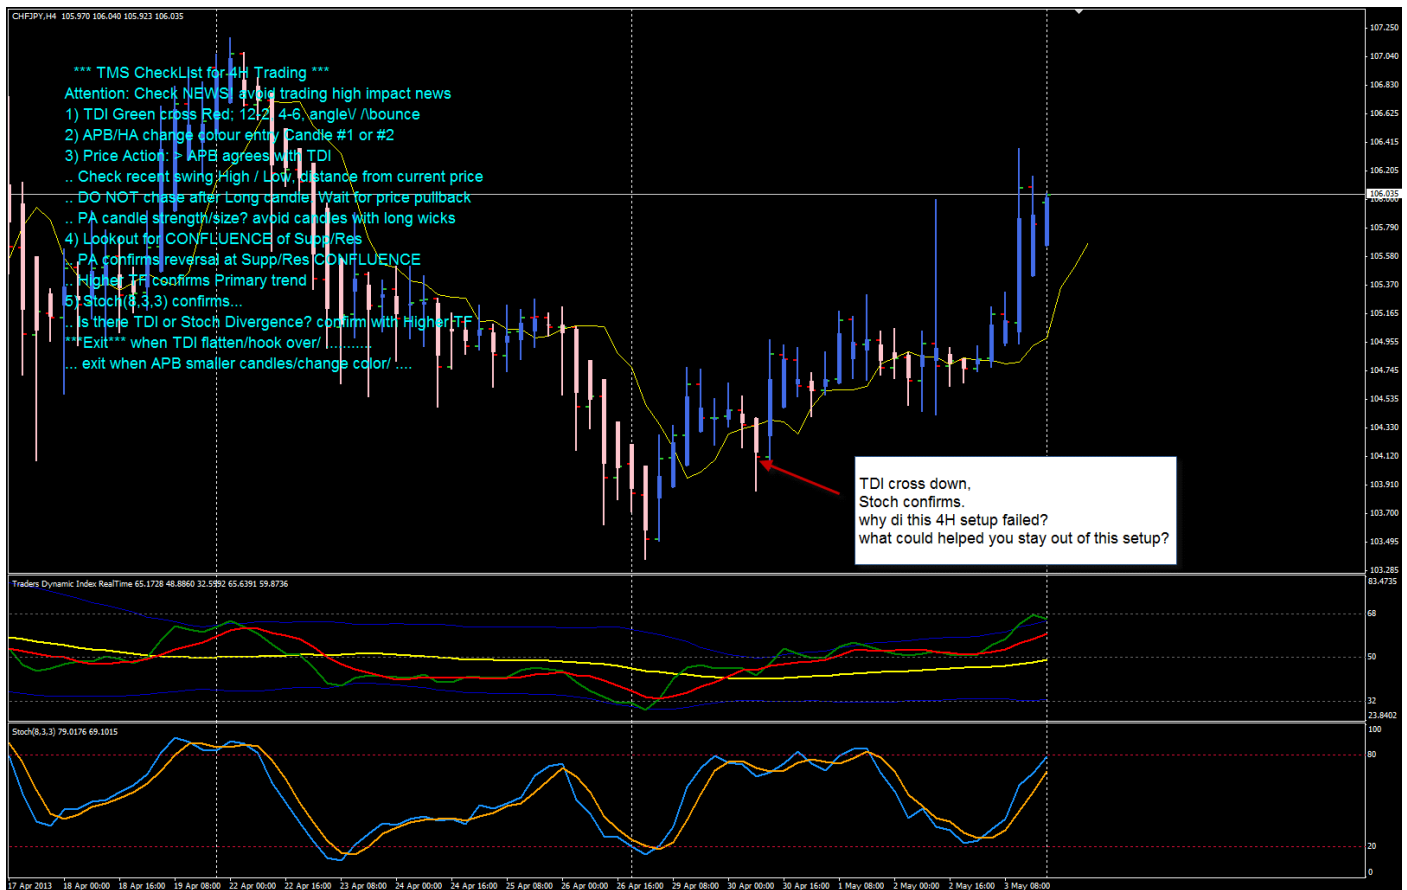 CHFJPY,H4 105.970 106.040 105.923 106.035
*** TMS CheckList for 4H Trading ***
Attention: Check NEWS! avoid trading high impact news
1) TDI Green cross Red; 12-2, 4-6, angle\/ /\bounce
2) APB/HA change colour entry Candle #1 or #2
3) Price Action: > APB agrees with TDI
.. Check recent swing High / Low, distance from current price
.. DO NOT chase after Long candle. Wait for price pullback
.. PA candle strength/size? avoid candles with long wicks
4) Lookout for CONFLUENCE of Supp/Res
.. PA confirms reversal at Supp/Res CONFLUENCE
.. Higher TF confirms Primary trend
5) Stoch(8,3,3) confirms...
.. Is there TDI or Stoch Divergence? confirm with Higher TF
***Exit*** when TDI flatten/hook over/ ...........
... exit when APB smaller candles/change color/ ....
TDI cross down,
Stoch confirms.
why di this 4H setup failed?
what could helped you stay out of this setup?
107.250
107.040
106.830
106.625
106.415
106.205
106.035
106.000
105.790
105.580
105.370
105.165
104.955
104.745
104.535
104.330
104.120
103.910
103.700
103.495
103.285
Traders Dynamic Index RealTime 65.1728 48.8860 32.5992 65.6391 59.8736
83.4735
68
50
32
23.8402
Stoch(8,3,3) 79.0176 69.1015
100
80
20
0
17 Apr 2013 18 Apr 00:00 18 Apr 16:00 19 Apr 08:00 22 Apr 00:00 22 Apr 16:00 23 Apr 08:00 24 Apr 00:00 24 Apr 16:00 25 Apr 08:00 26 Apr 00:00 26 Apr 16:00 29 Apr 08:00 30 Apr 00:00 30 Apr 16:00 1 May 08:00 2 May 00:00 2 May 16:00 3 May 08:00